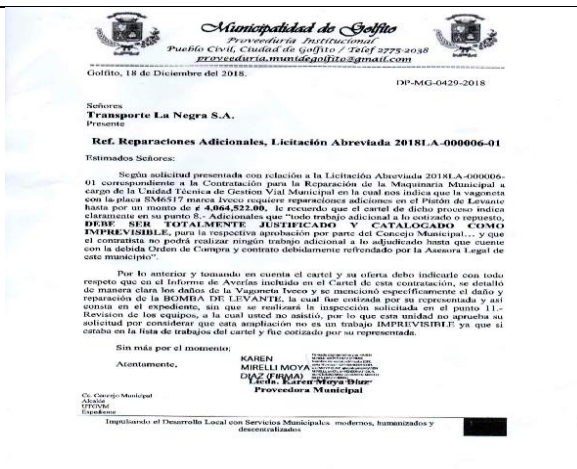 Municipalidad de Golfito
Proveeduría Institucional
Pueblo Civil, Ciudad de Golfito / Telef 2775-2038
proveeduria.munidegolfito@gmail.com
Golfito, 18 de Diciembre del 2018.
DP-MG-0429-2018
Señores
Transporte La Negra S.A.
Presente
Ref. Reparaciones Adicionales, Licitación Abreviada 2018LA-000006-01
Estimados Señores:
Según solicitud presentada con relación a la Licitación Abreviada 2018LA-000006-
01 correspondiente a la Contratación para la Reparación de la Maquinaria Municipal a
cargo de la Unidad Técnica de Gestion Vial Municipal en la cual nos indica que la vagoneta
con la placa SM6517 marca Iveco requiere reparaciones adiciones en el Pistón de Levante
hasta por un monto de ¢ 4,064,522.00, le recuerdo que el cartel de dicho proceso indica
claramente en su punto 8.- Adicionales que "todo trabajo adicional a lo cotizado o repuesto,
DEBE SER TOTALMENTE JUSTIFICADO Y CATALOGADO COMO
IMPREVISIBLE, para la respectiva aprobación por parte del Concejo Municipal... y que
el contratista no podrá realizar ningún trabajo adicional a lo adjudicado hasta que cuente
con la debida Orden de Compra y contrato debidamente refrendado por la Asesora Legal de
este municipio".
Por lo anterior y tomando en cuenta el cartel y su oferta debo indicarle con todo
respeto que en el Informe de Averías incluido en el Cartel de esta contratación, se detalló
de manera clara los daños de la Vagoneta Iveco y se mencionó específicamente el daño y
reparación de la BOMBA DE LEVANTE, la cual fue cotizada por su representada y así
consta en el expediente, sin que se realizará la inspección solicitada en el punto 11.-
Revision de los equipos, a la cual usted no asistió, por lo que esta unidad no aprueba su
solicitud por considerar que esta ampliación no es un trabajo IMPREVISIBLE ya que si
estaba en la lista de trabajos del cartel y fue cotizado por su representada.
Sin más por el momento;
Atentamente,
KAREN
MIRELLI MOYA
DIAZ (FIRMA)
Licda. Karen Moya Díaz
Proveedora Municipal
Cc. Concejo Municipal
Alcalde
UTGVM
Expediente
Impulsando el Desarrollo Local con Servicios Municipales modernos, humanizados y
descentralizados